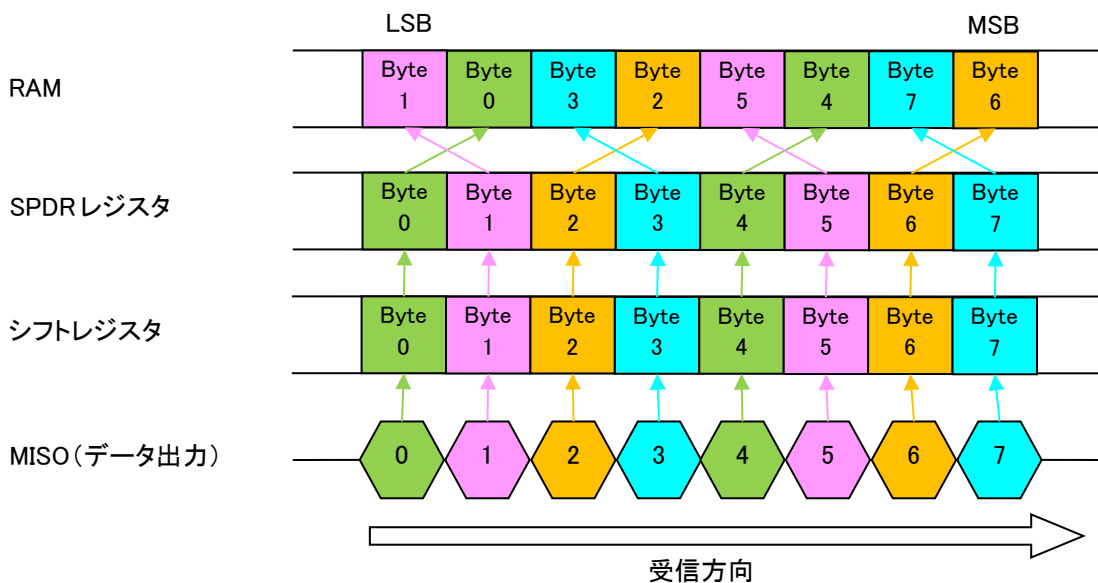 LSB MSB
RAM
Byte Byte Byte Byte Byte Byte Byte Byte
1 0 3 2 5 4 7 6
SPDRレジスタ
Byte Byte Byte Byte Byte Byte Byte Byte
0 1 2 3 4 5 6 7
シフトレジスタ
Byte Byte Byte Byte Byte Byte Byte Byte
0 1 2 3 4 5 6 7
MISO(データ出力) 0 1 2 3 4 5 6 7
受信方向